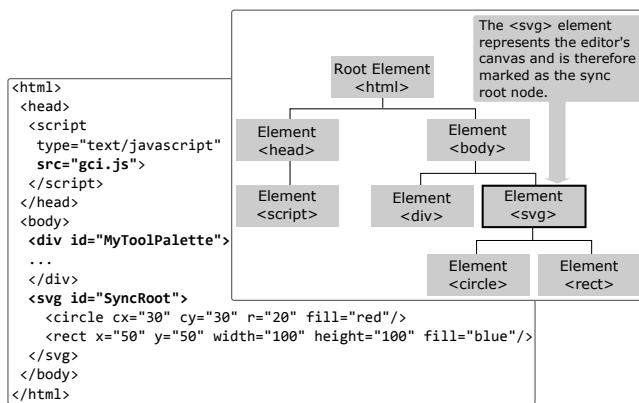 The <svg> element
represents the editor's
canvas and is therefore
marked as the sync
root node.
Root Element
<html>
Element
<head>
Element
<body>
Element
<script>
Element
<div>
Element
<svg>
Element
<circle>
Element
<rect>
<html>
<head>
<script
type="text/javascript"
src="gci.js">
</script>
</head>
<body>
<div id="MyToolPalette">
...
</div>
<svg id="SyncRoot">
<circle cx="30" cy="30" r="20" fill="red"/>
<rect x="50" y="50" width="100" height="100" fill="blue"/>
</svg>
</body>
</html>